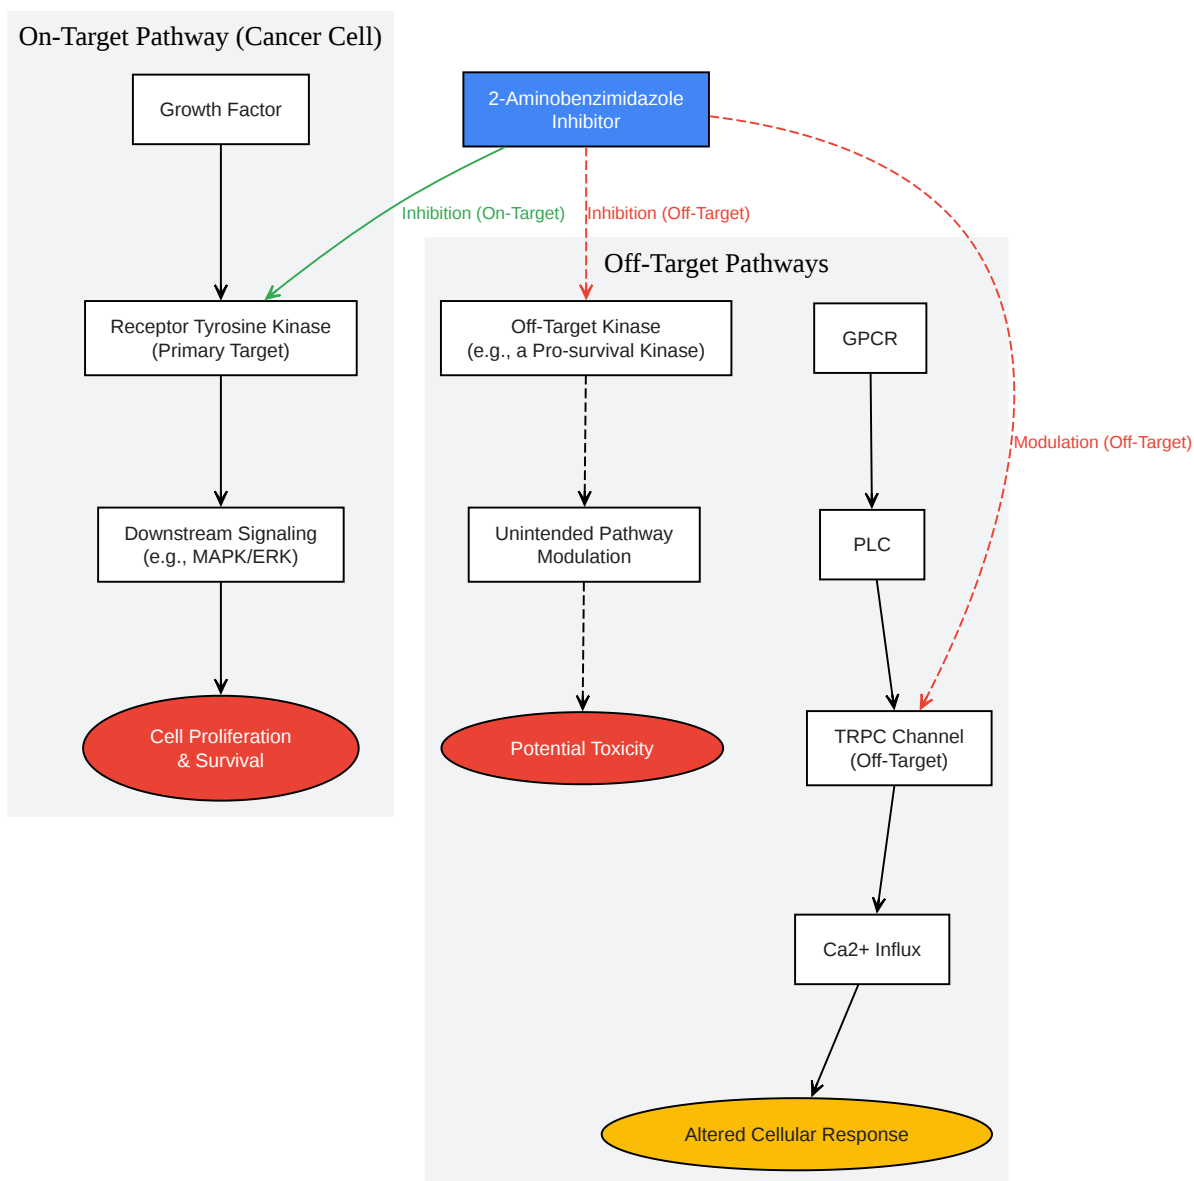 On-Target Pathway (Cancer Cell)
Growth Factor
2-Aminobenzimidazole
Inhibitor
Inhibition (On-Target)
Inhibition (Off-Target)
Off-Target Pathways
Receptor Tyrosine Kinase
(Primary Target)
Off-Target Kinase
(e.g., a Pro-survival Kinase)
GPCR
Modulation (Off-Target)
Downstream Signaling
(e.g., MAPK/ERK)
Unintended Pathway
Modulation
PLC
Cell Proliferation
& Survival
Potential Toxicity
TRPC Channel
(Off-Target)
Ca2+ Influx
Altered Cellular Response